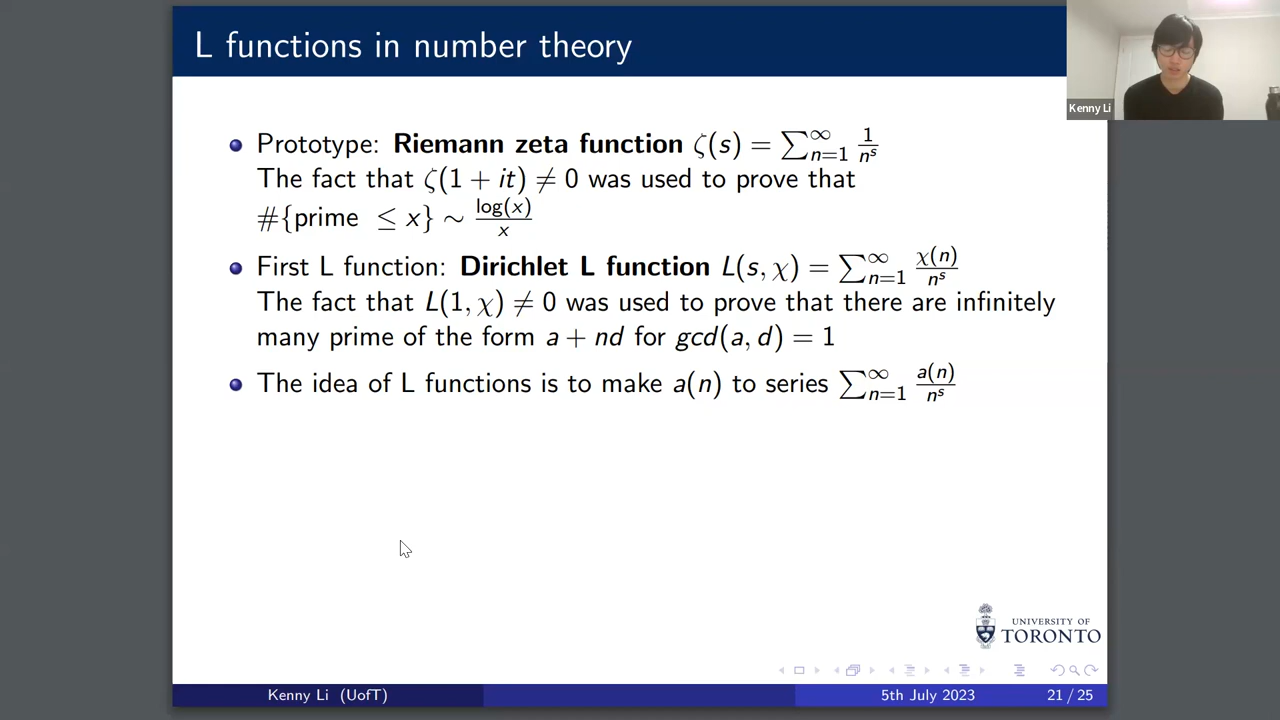 L functions in number theory
Kenny Li
Prototype: Riemann zeta function ζ(s) = ∑_{n=1}^{∞} 1/n^s
The fact that ζ(1 + it) ≠ 0 was used to prove that
#{prime ≤ x} ∼ log(x)/x
First L function: Dirichlet L function L(s, χ) = ∑_{n=1}^{∞} χ(n)/n^s
The fact that L(1, χ) ≠ 0 was used to prove that there are infinitely
many prime of the form a + nd for gcd(a, d) = 1
The idea of L functions is to make a(n) to series ∑_{n=1}^{∞} a(n)/n^s
UNIVERSITY OF
TORONTO
Kenny Li (UofT)
5th July 2023
21 / 25